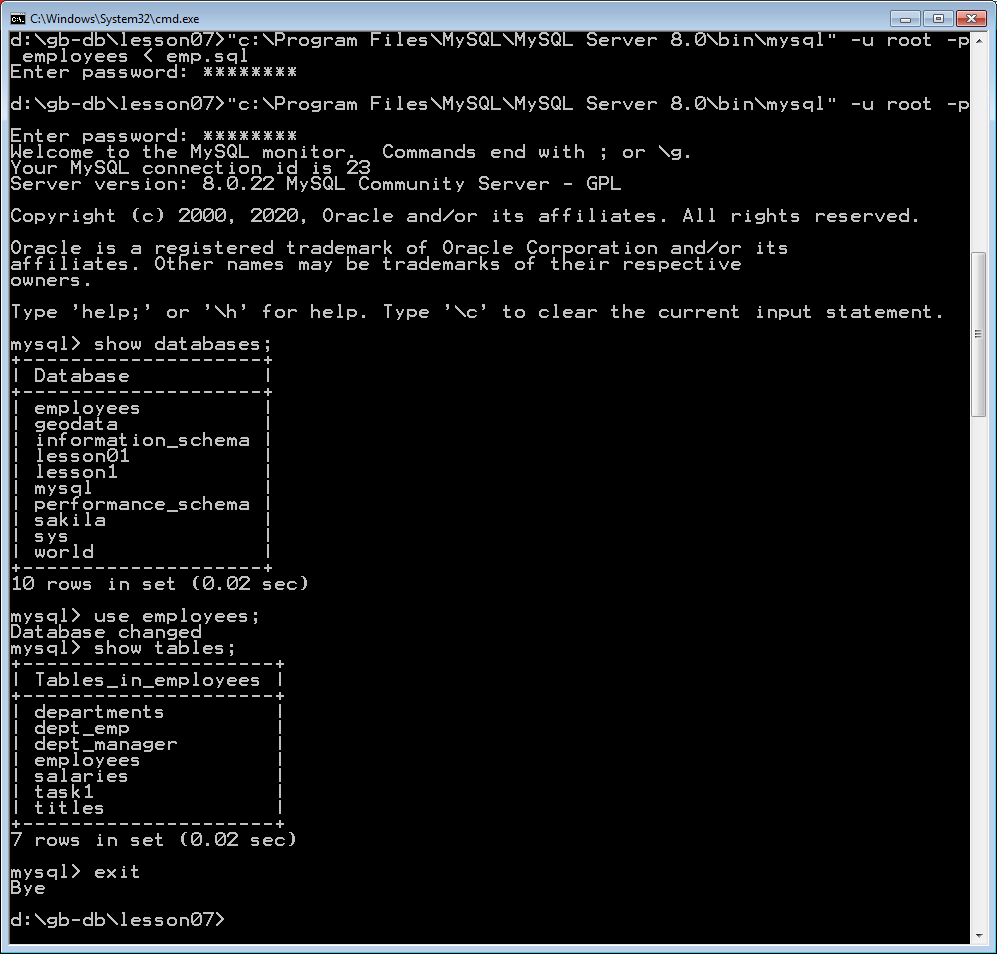 C:\Windows\System32\cmd.exe
d:\gb-db\lesson07>"c:\Program Files\MySQL\MySQL Server 8.0\bin\mysql" -u root -p
 employees < emp.sql
Enter password: ********
d:\gb-db\lesson07>"c:\Program Files\MySQL\MySQL Server 8.0\bin\mysql" -u root -p
Enter password: ********
Welcome to the MySQL monitor.  Commands end with ; or \g.
Your MySQL connection id is 23
Server version: 8.0.22 MySQL Community Server - GPL
Copyright (c) 2000, 2020, Oracle and/or its affiliates. All rights reserved.
Oracle is a registered trademark of Oracle Corporation and/or its
affiliates. Other names may be trademarks of their respective
owners.
Type 'help;' or '\h' for help. Type '\c' to clear the current input statement.
mysql> show databases;
+--------------------+
| Database           |
+--------------------+
| employees          |
| geodata            |
| information_schema |
| lesson01           |
| lesson1            |
| mysql              |
| performance_schema |
| sakila             |
| sys                |
| world              |
+--------------------+
10 rows in set (0.02 sec)
mysql> use employees;
Database changed
mysql> show tables;
+---------------------+
| Tables_in_employees |
+---------------------+
| departments         |
| dept_emp            |
| dept_manager        |
| employees           |
| salaries            |
| task1               |
| titles              |
+---------------------+
7 rows in set (0.02 sec)
mysql> exit
Bye
d:\gb-db\lesson07>